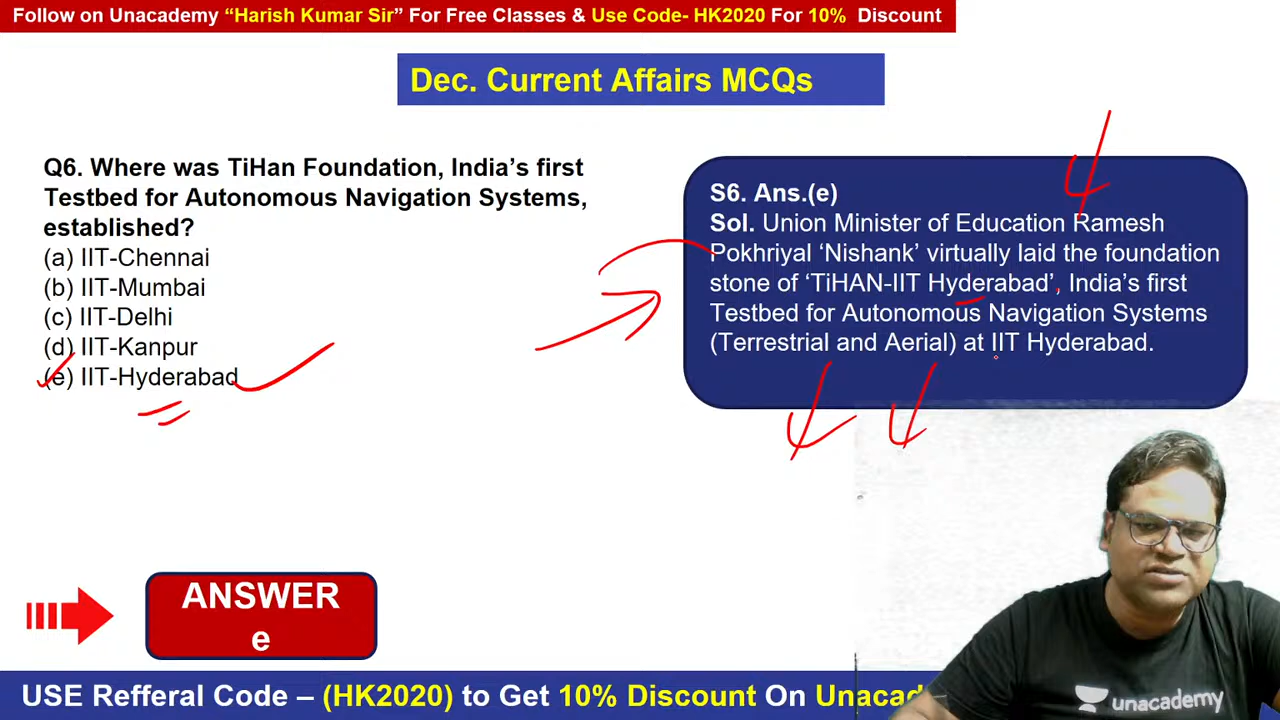 Follow on Unacademy “Harish Kumar Sir” For Free Classes & Use Code- HK2020 For 10% Discount
Dec. Current Affairs MCQs
Q6. Where was TiHan Foundation, India’s first
Testbed for Autonomous Navigation Systems,
established?
(a) IIT-Chennai
(b) IIT-Mumbai
(c) IIT-Delhi
(d) IIT-Kanpur
(e) IIT-Hyderabad
S6. Ans.(e)
Sol. Union Minister of Education Ramesh
Pokhriyal ‘Nishank’ virtually laid the foundation
stone of ‘TiHAN-IIT Hyderabad’, India’s first
Testbed for Autonomous Navigation Systems
(Terrestrial and Aerial) at IIT Hyderabad.
ANSWER
e
USE Refferal Code – (HK2020) to Get 10% Discount On
unacademy